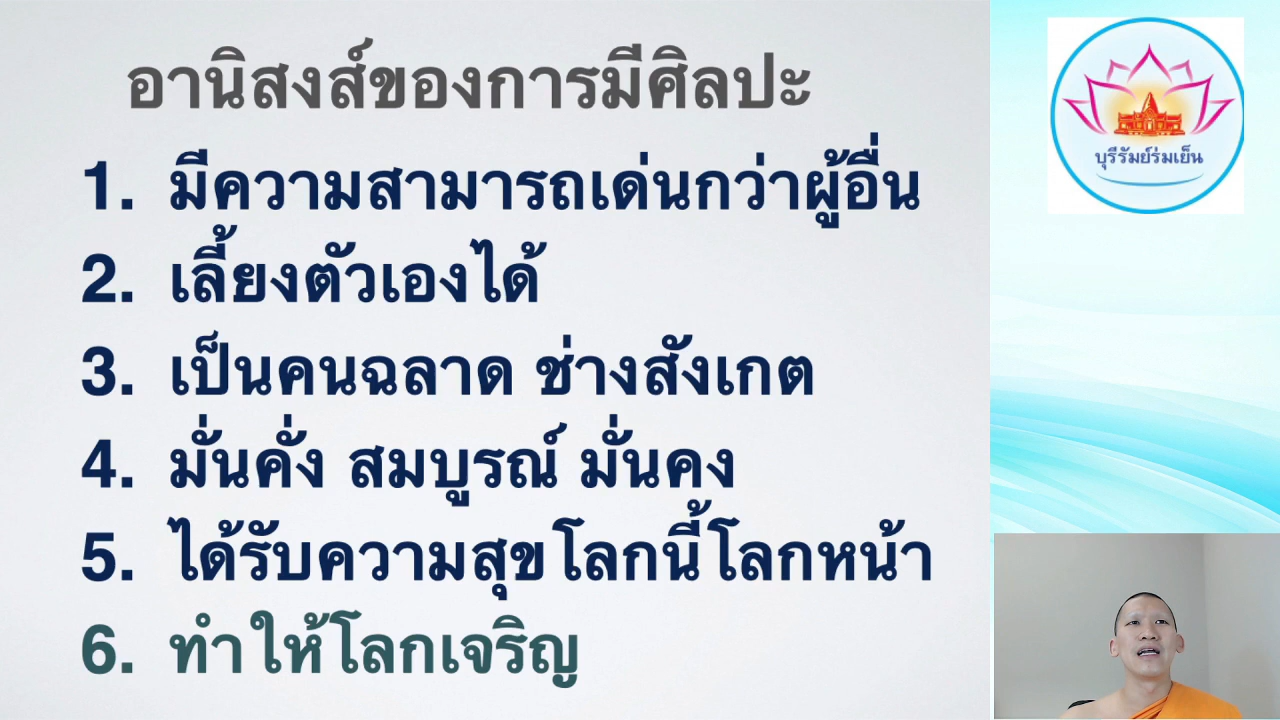 อานิสงส์ของการมีศิลปะ
1. มีความสามารถเด่นกว่าผู้อื่น
2. เลี้ยงตัวเองได้
3. เป็นคนฉลาด ช่างสังเกต
4. มั่นคั่ง สมบูรณ์ มั่นคง
5. ได้รับความสุขโลกนี้โลกหน้า
6. ทำให้โลกเจริญ
บุรีรัมย์ร่มเย็น